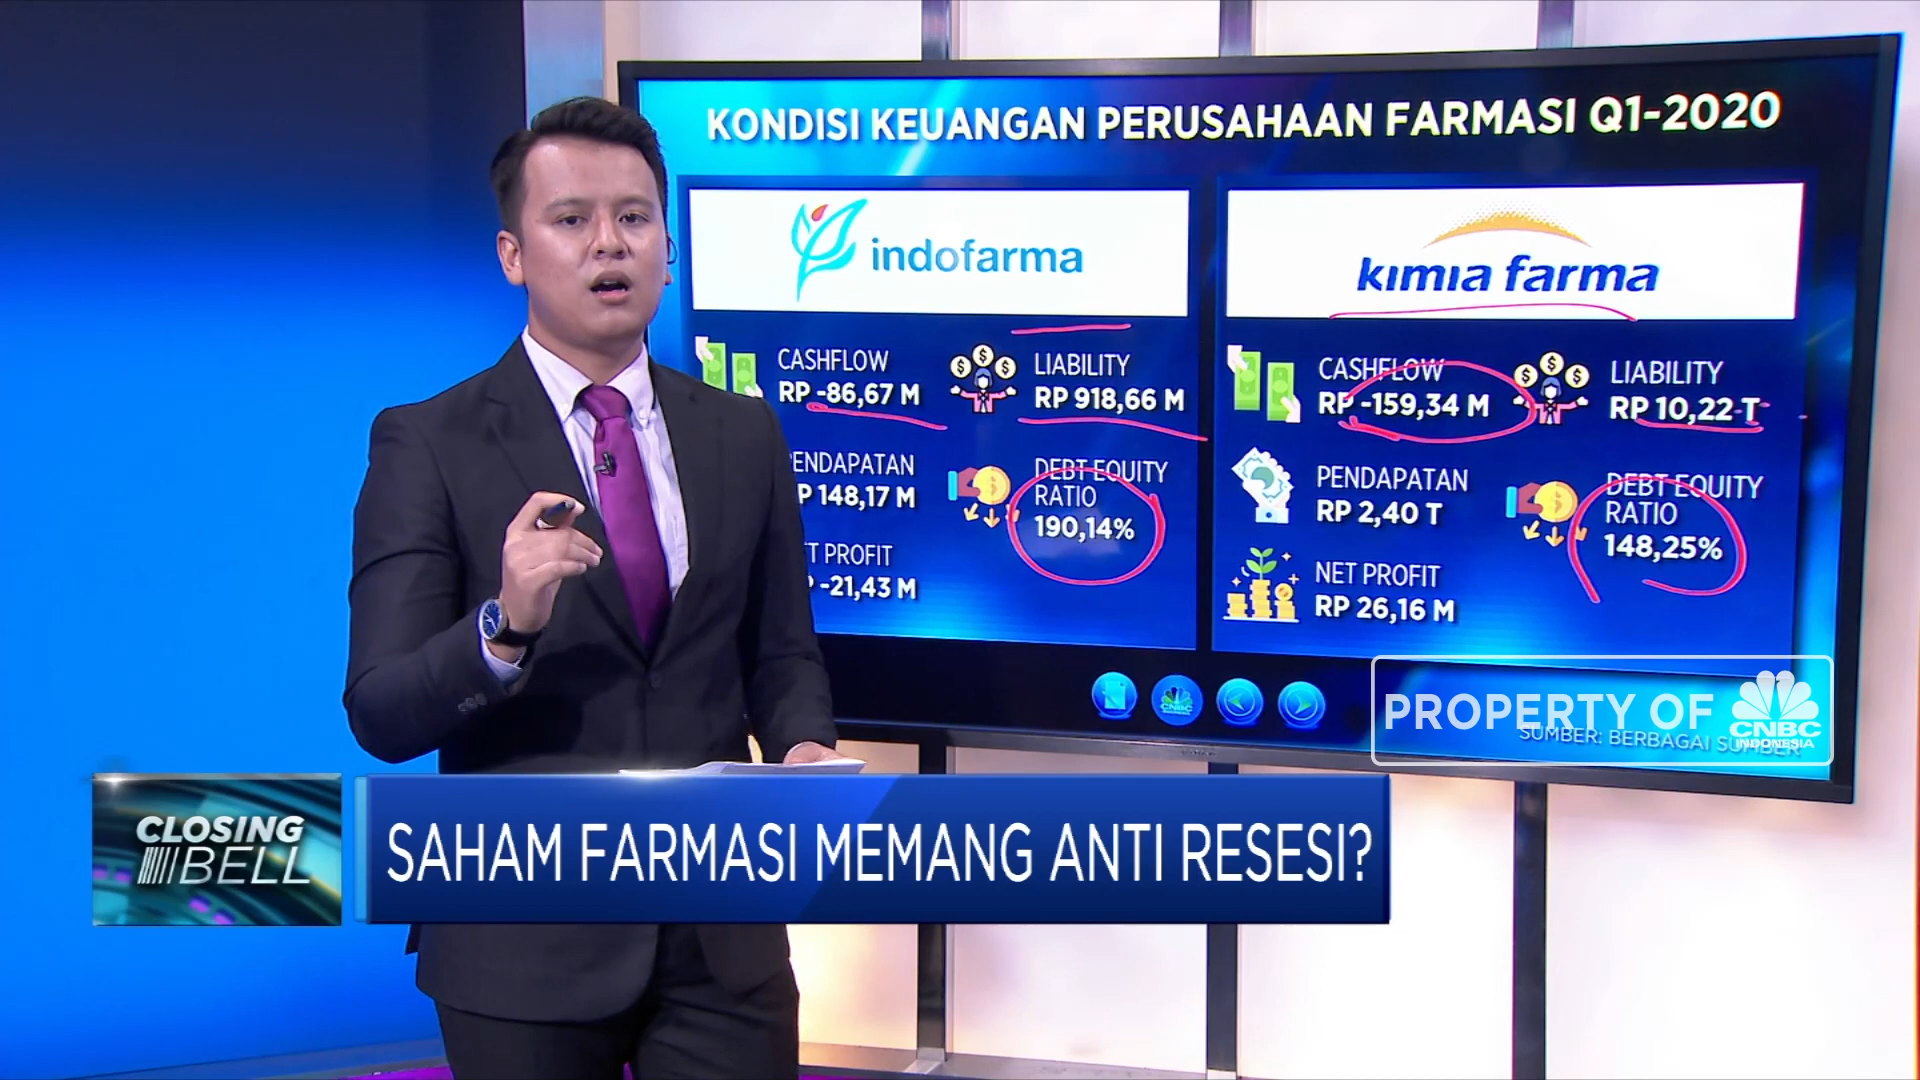 KONDISI KEUANGAN PERUSAHAAN FARMASI Q1-2020
indofarma
CASHFLOW
RP -86,67 M
LIABILITY
RP 918,66 M
PENDAPATAN
P 148,17 M
DEBT EQUITY
RATIO
190,14%
T PROFIT
-21,43 M
kimia farma
CASHFLOW
RP -159,34 M
LIABILITY
RP 10,22 T
PENDAPATAN
RP 2,40 T
DEBT EQUITY
RATIO
148,25%
NET PROFIT
RP 26,16 M
CNBC
PROPERTY OF
CNBC
INDONESIA
SUMBER: BERBAGAI SUMBER
CLOSING
BELL
SAHAM FARMASI MEMANG ANTI RESESI?